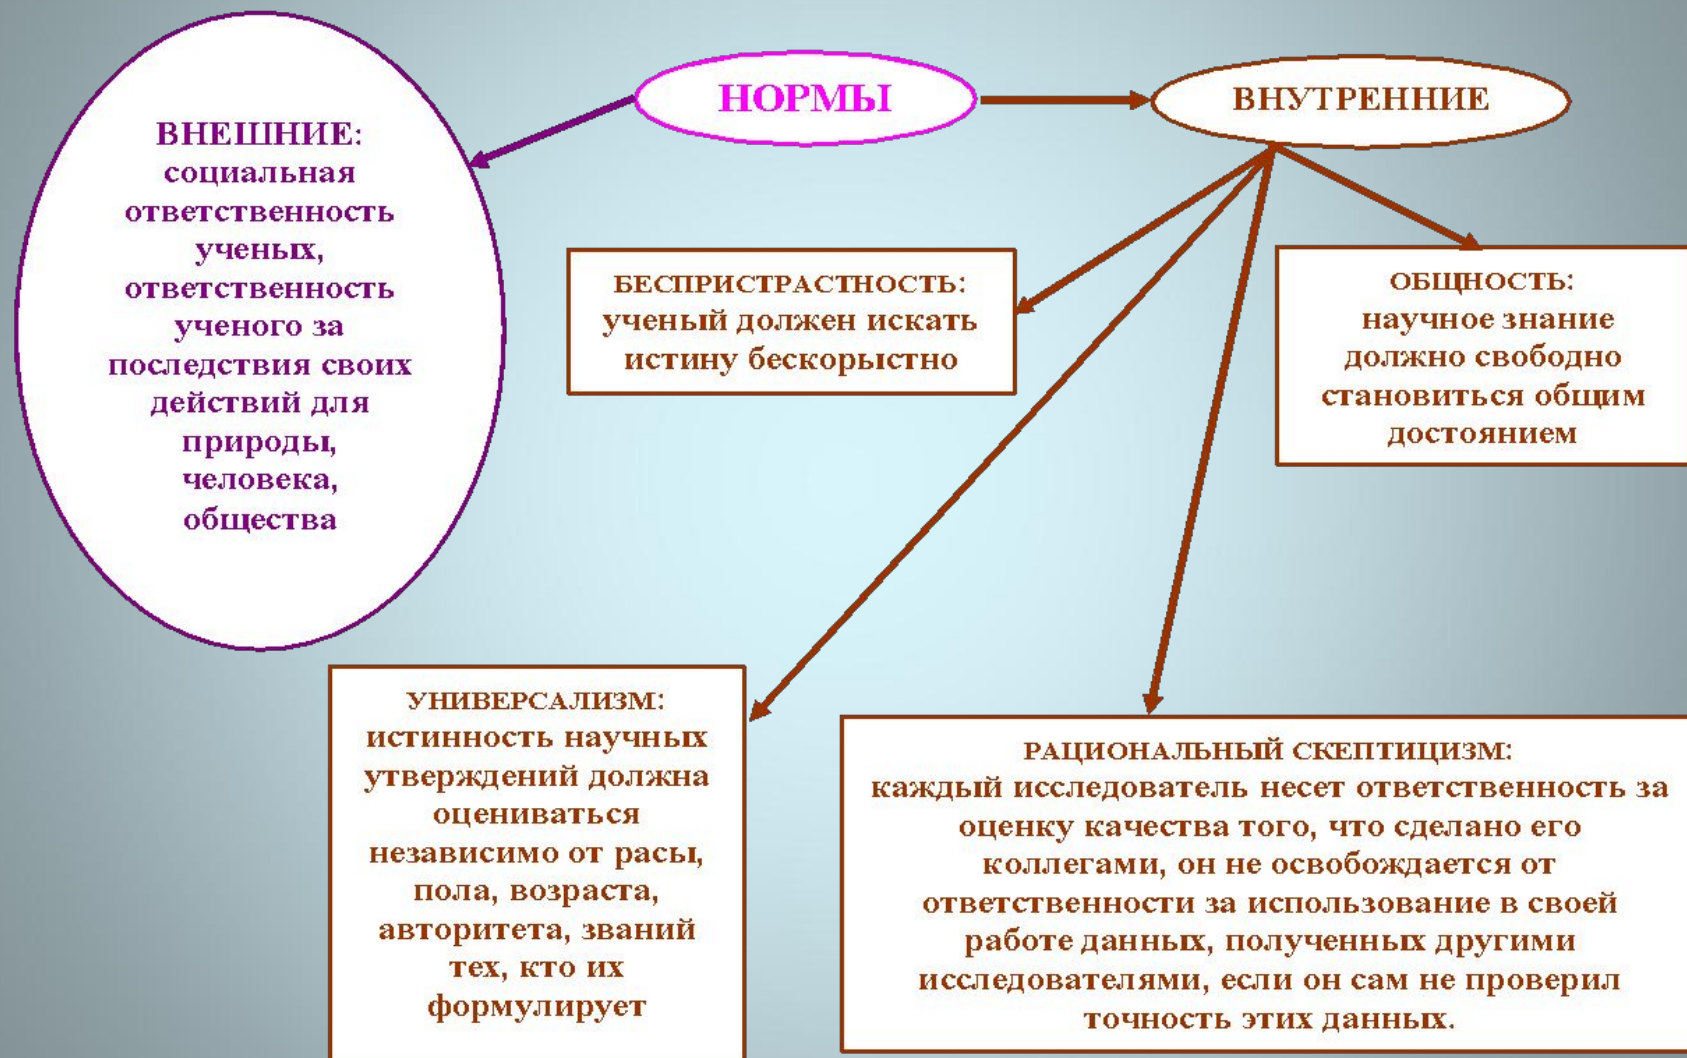 НОРМЫ
ВНЕШНИЕ:
социальная
ответственность
ученых,
ответственность
ученого за
последствия своих
действий для
природы,
человека,
общества
ВНУТРЕННИЕ
БЕСПРИСТРАСТНОСТЬ:
ученый должен искать
истину бескорыстно
ОБЩНОСТЬ:
научное знание
должно свободно
становиться общим
достоянием
УНИВЕРСАЛИЗМ:
истинность научных
утверждений должна
оцениваться
независимо от расы,
пола, возраста,
авторитета, званий
тех, кто их
формулирует
РАЦИОНАЛЬНЫЙ СКЕПТИЦИЗМ:
каждый исследователь несет ответственность за
оценку качества того, что сделано его
коллегами, он не освобождается от
ответственности за использование в своей
работе данных, полученных другими
исследователями, если он сам не проверил
точность этих данных.